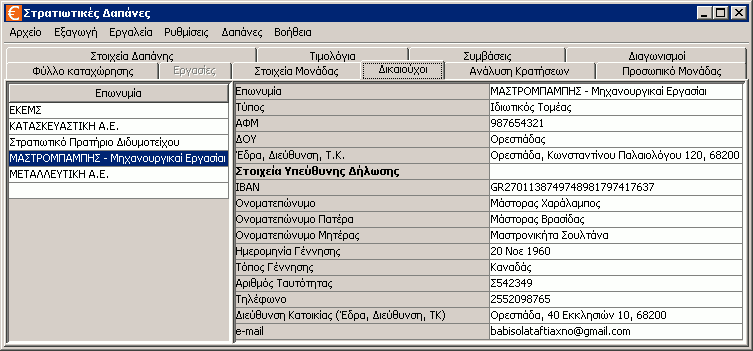 Στρατιωτικές Δαπάνες
Αρχείο Εξαγωγή Εργαλεία Ρυθμίσεις Δαπάνες Βοήθεια
Στοιχεία Δαπάνης Τιμολόγια Συμβάσεις Διαγωνισμοί
Φύλλο καταχώρησης Εργασίες Στοιχεία Μονάδας Δικαιούχοι Ανάλυση Κρατήσεων Προσωπικό Μονάδας
Επωνυμία
ΕΚΕΜΣ
ΚΑΤΑΣΚΕΥΑΣΤΙΚΗ Α.Ε.
Στρατιωτικό Πρατήριο Διδυμοτείχου
ΜΑΣΤΡΟΜΠΑΜΠΗΣ - Μηχανουργικαί Εργασίαι
ΜΕΤΑΛΛΕΥΤΙΚΗ Α.Ε.
Επωνυμία ΜΑΣΤΡΟΜΠΑΜΠΗΣ - Μηχανουργικαί Εργασίαι
Τύπος Ιδιωτικός Τομέας
ΑΦΜ 987654321
ΔΟΥ Ορεστιάδας
Έδρα, Διεύθυνση, Τ.Κ. Ορεστιάδα, Κωνσταντίνου Παλαιολόγου 120, 68200
Στοιχεία Υπεύθυνης Δήλωσης
IBAN GR2701138749748981797417637
Ονοματεπώνυμο Μάστορας Χαράλαμπος
Ονοματεπώνυμο Πατέρα Μάστορας Βρασίδας
Ονοματεπώνυμο Μητέρας Μαστρονικήτα Σουλτάνα
Ημερομηνία Γέννησης 20 Νοε 1960
Τόπος Γέννησης Καναδάς
Αριθμός Ταυτότητας Σ542349
Τηλέφωνο 2552098765
Διεύθυνση Κατοικίας (Έδρα, Διεύθυνση, ΤΚ) Ορεστιάδα, 40 Εκκλησιών 10, 68200
e-mail babisolataftiaxno@gmail.com